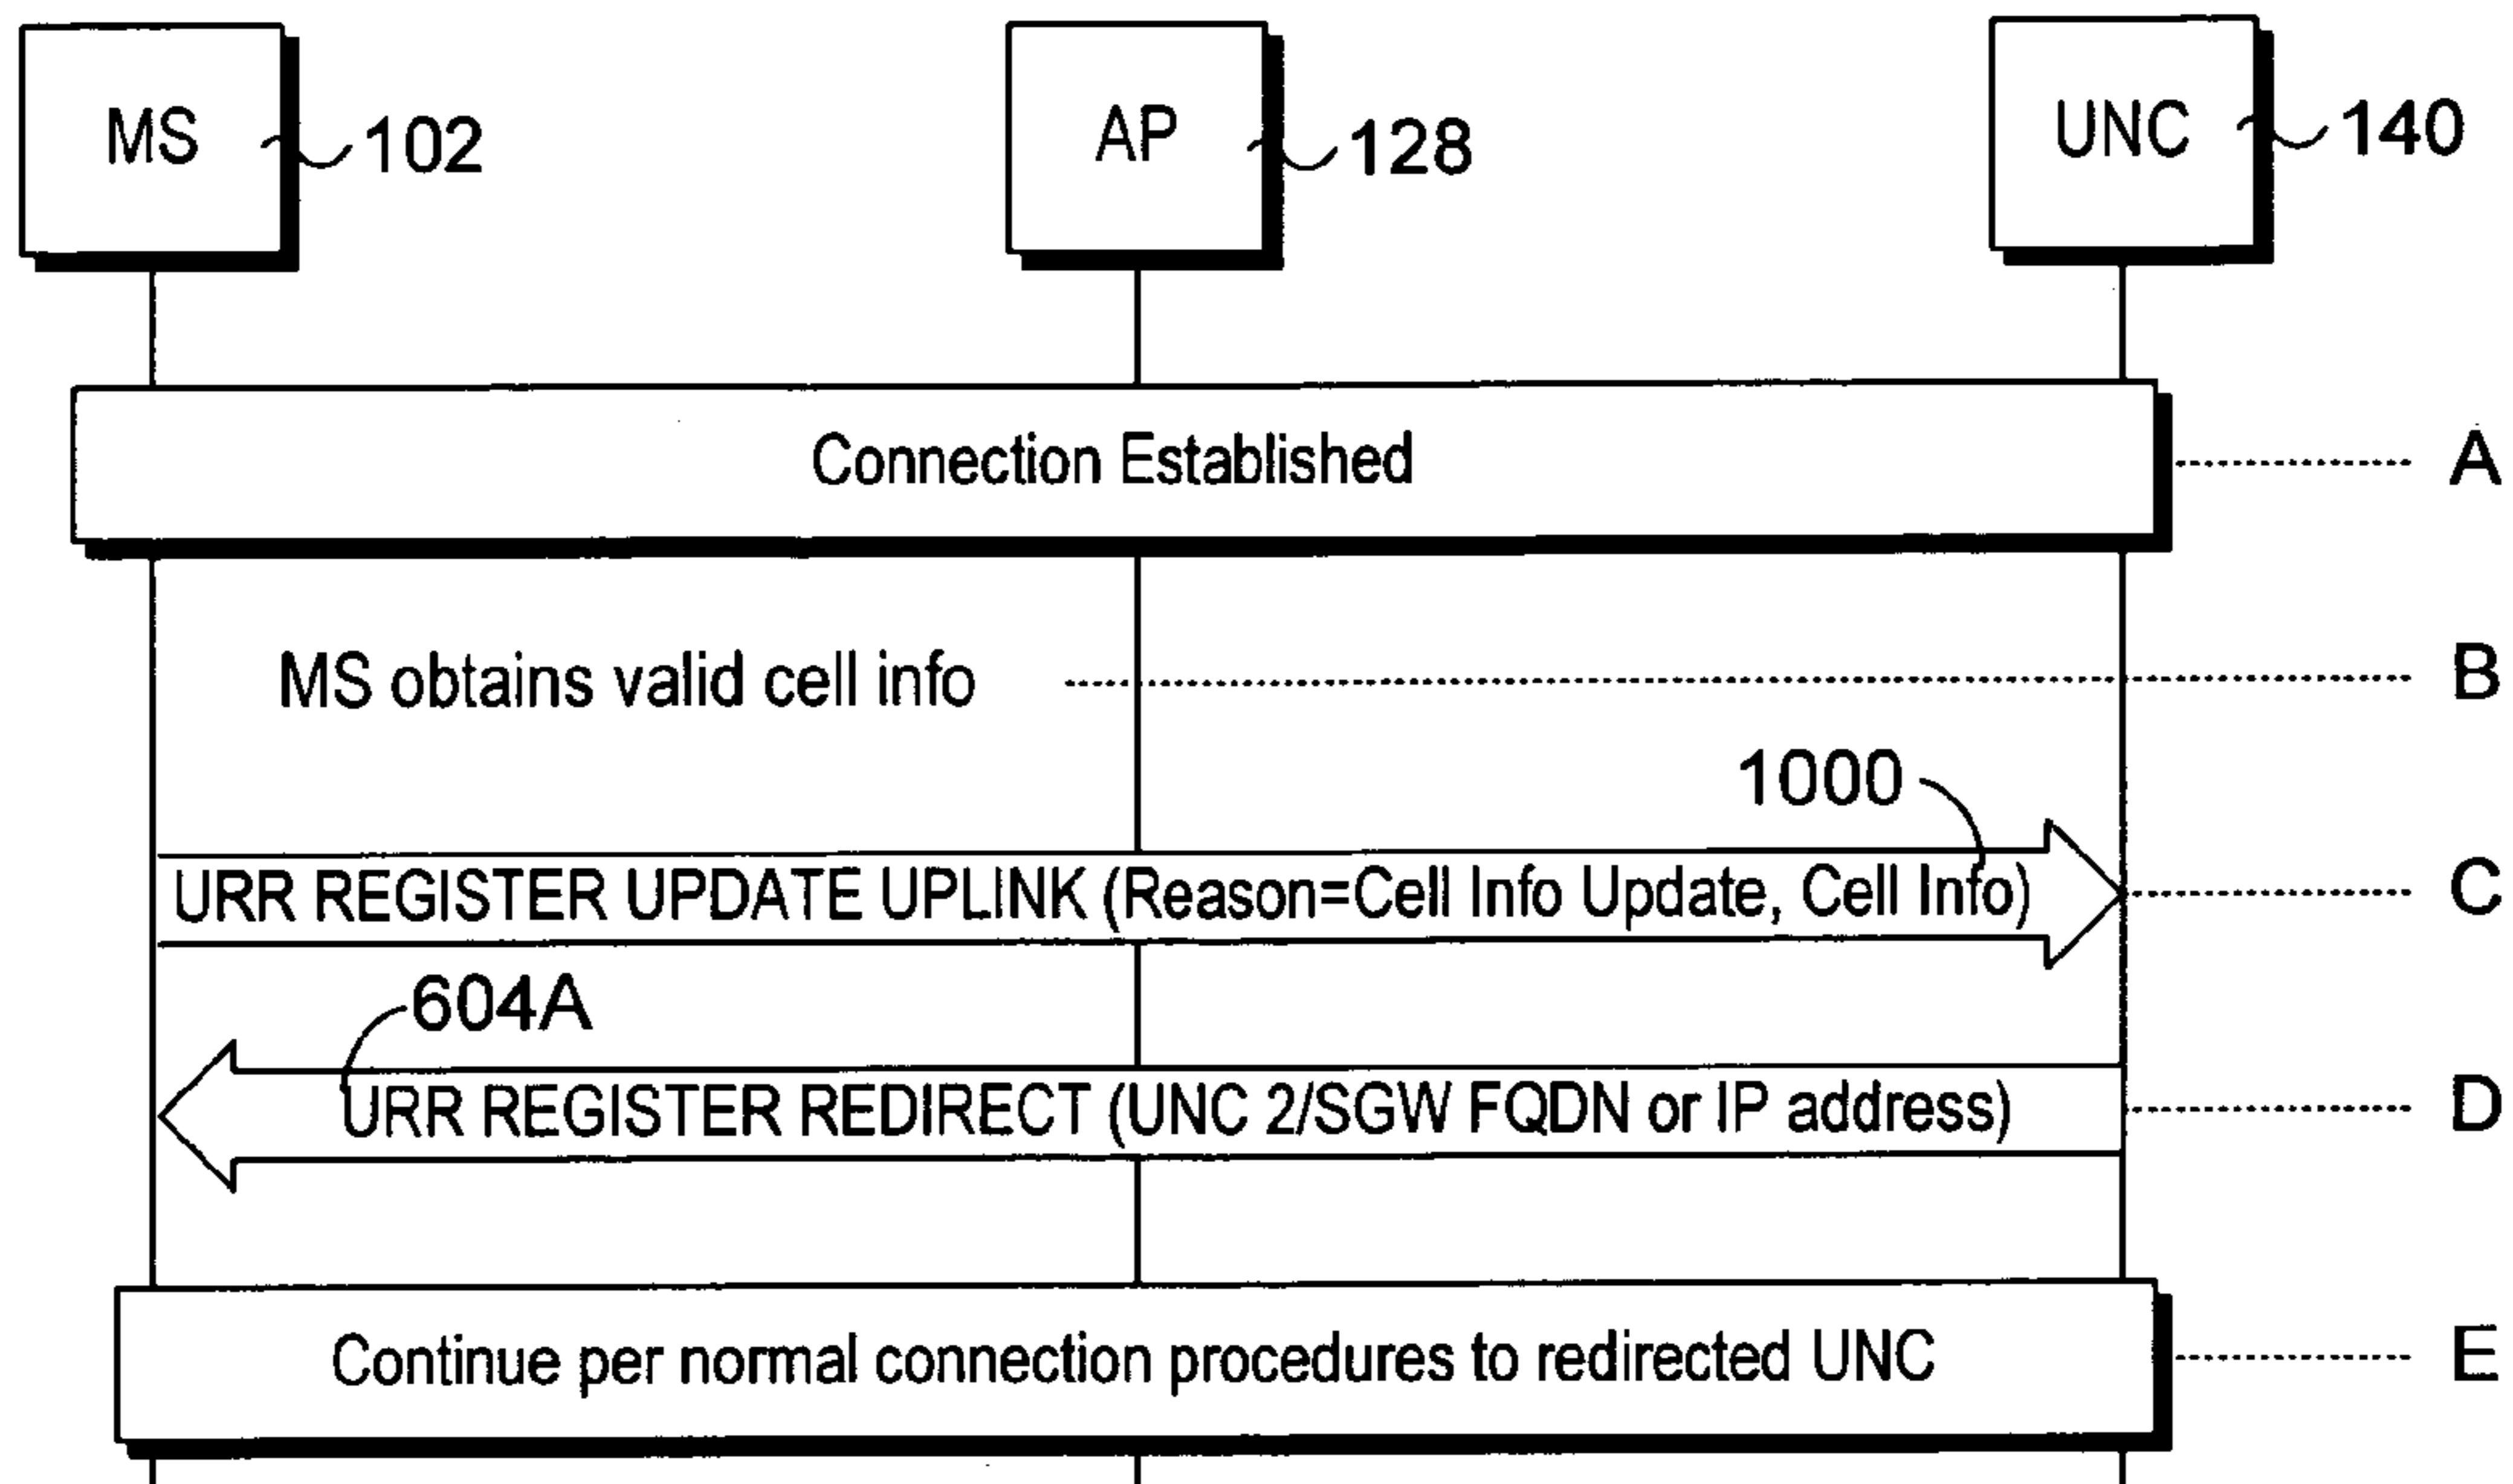 MS 102
AP 128
UNC 140
Connection Established A
MS obtains valid cell info B
1000
URR REGISTER UPDATE UPLINK (Reason=Cell Info Update, Cell Info) C
604A
URR REGISTER REDIRECT (UNC 2/SGW FQDN or IP address) D
Continue per normal connection procedures to redirected UNC E